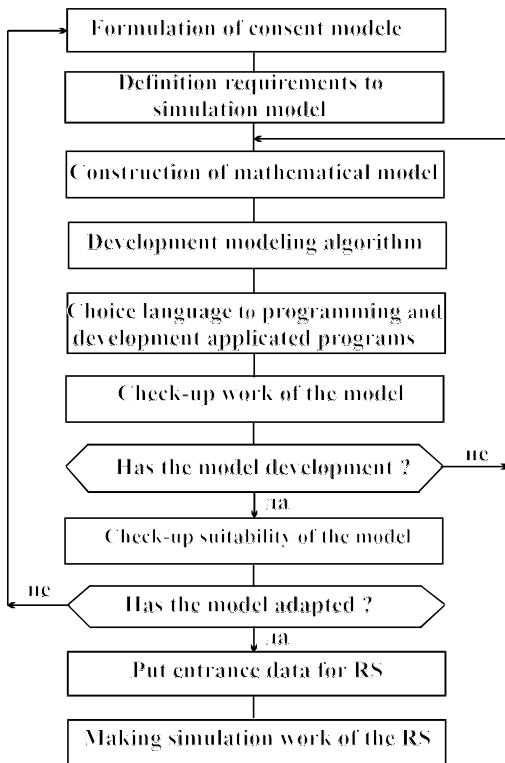 Formulation of consent modele
Definition requirements to
simulation model
Construction of mathematical model
Development modeling algorithm
Choice language to programming and
development applicated programs
Check-up work of the model
Has the model development ?
не
да
Check-up suitability of the model
не
Has the model adapted ?
да
Put entrance data for RS
Making simulation work of the RS